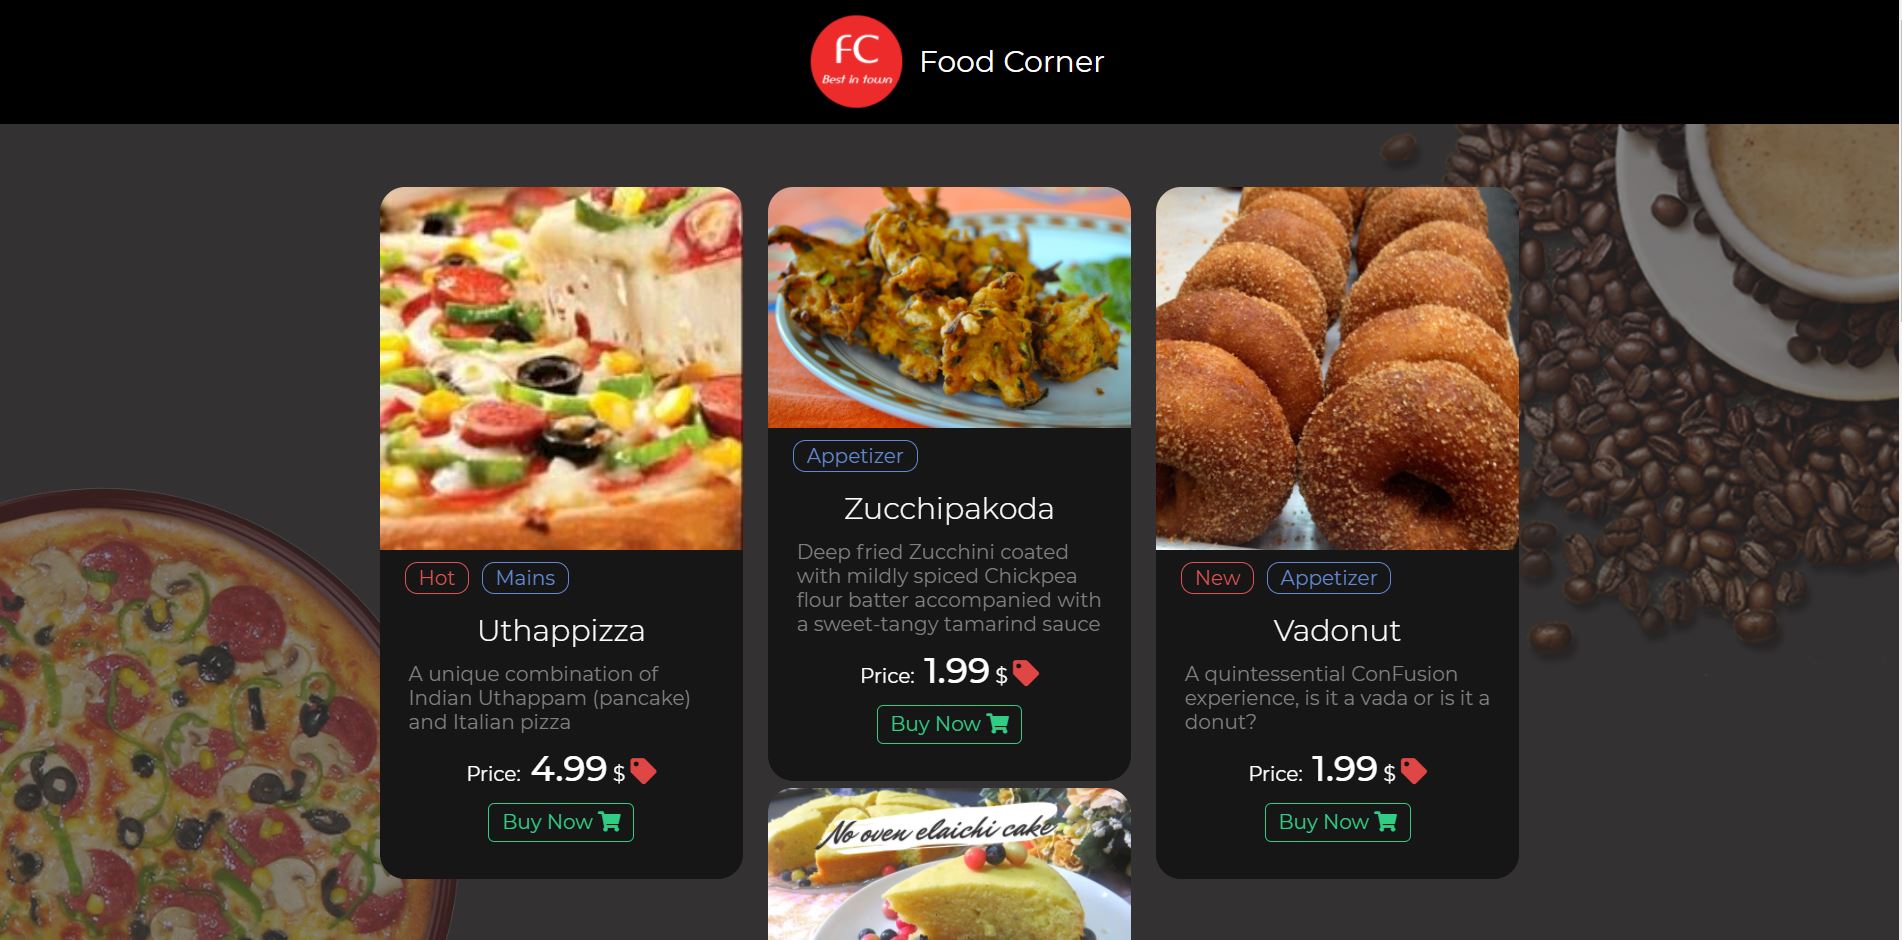 FC
Best in town
Food Corner
Hot
Mains
Uthappizza
A unique combination of
Indian Uthappam (pancake)
and Italian pizza
Price: 4.99 $
Buy Now
Appetizer
Zucchipakoda
Deep fried Zucchini coated
with mildly spiced Chickpea
flour batter accompanied with
a sweet-tangy tamarind sauce
Price: 1.99 $
Buy Now
No oven elaichi cake
New
Appetizer
Vadonut
A quintessential ConFusion
experience, is it a vada or is it a
donut?
Price: 1.99 $
Buy Now